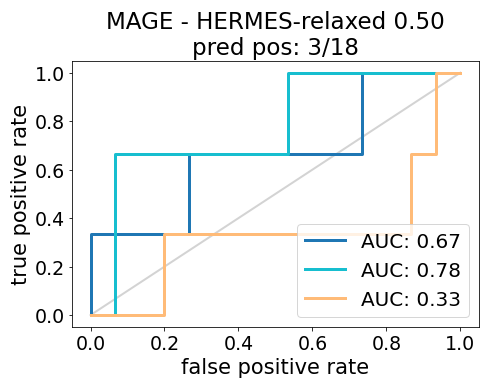 MAGE - HERMES-relaxed 0.50
pred pos: 3/18
true positive rate
1.0
0.8
0.6
0.4
0.2
0.0
AUC: 0.67
AUC: 0.78
AUC: 0.33
0.0 0.2 0.4 0.6 0.8 1.0
false positive rate